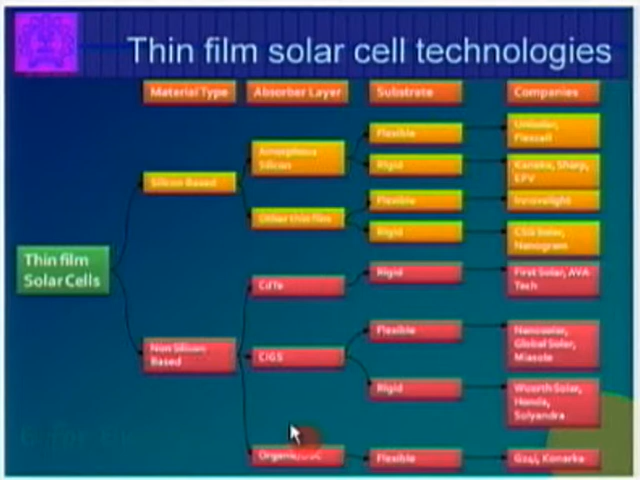 Thin film solar cell technologies
Material Type
Absorber Layer
Substrate
Companies
Thin film
Solar Cells
Silicon Based
Amorphous
Silicon
Flexible
Unisolar,
Flexcell
Rigid
Kaneka, Sharp,
EPV
Other thin film
Flexible
Innovalight
Rigid
CSG Solar,
Nanogram
Non Silicon
Based
CdTe
Rigid
First Solar, AVA
Tech
CIGS
Flexible
Nanosolar,
Global Solar,
Miasole
Rigid
Wuerth Solar,
Honda,
Solyandra
Flexible
G24i, Konarka